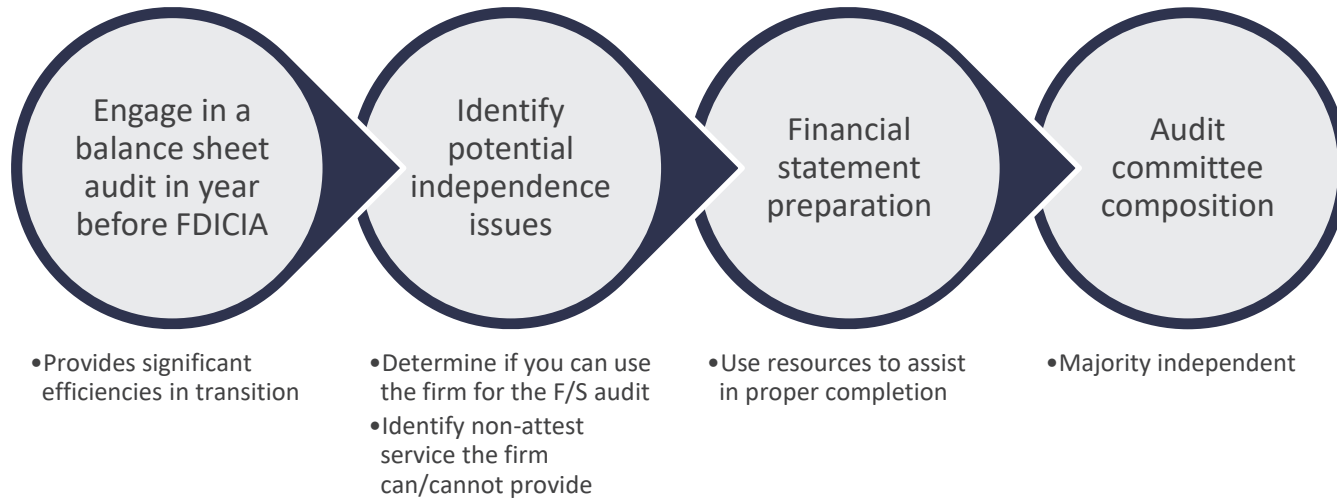 Engage in a
balance sheet
audit in year
before FDICIA
•Provides significant
efficiencies in transition
Identify
potential
independence
issues
•Determine if you can use
the firm for the F/S audit
•Identify non-attest
service the firm
can/cannot provide
Financial
statement
preparation
•Use resources to assist
in proper completion
Audit
committee
composition
•Majority independent